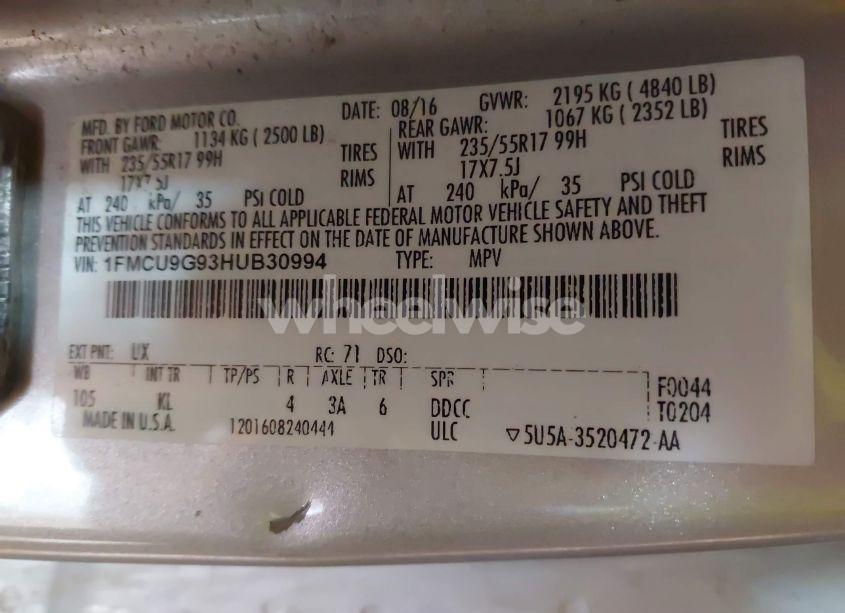 MFD. BY FORD MOTOR CO. DATE: 08/16 GVWR: 2195 KG ( 4840 LB)
FRONT GAWR: 1134 KG ( 2500 LB) REAR GAWR: 1067 KG ( 2352 LB)
WITH 235/55R17 99H TIRES WITH 235/55R17 99H TIRES
17X7.5J RIMS 17X7.5J RIMS
AT 240 kPa/ 35 PSI COLD AT 240 kPa/ 35 PSI COLD
THIS VEHICLE CONFORMS TO ALL APPLICABLE FEDERAL MOTOR VEHICLE SAFETY AND THEFT
PREVENTION STANDARDS IN EFFECT ON THE DATE OF MANUFACTURE SHOWN ABOVE.
VIN: 1FMCU9G93HUB30994 TYPE: MPV
wheelwise
EXT PNT: UX RC: 71 DSO:
WB INT TR TP/PS R AXLE TR SPR F0044
105 KL 4 3A 6 DDCC T0204
MADE IN U.S.A. 1201608240444 ULC ▽5U5A-3520472-AA